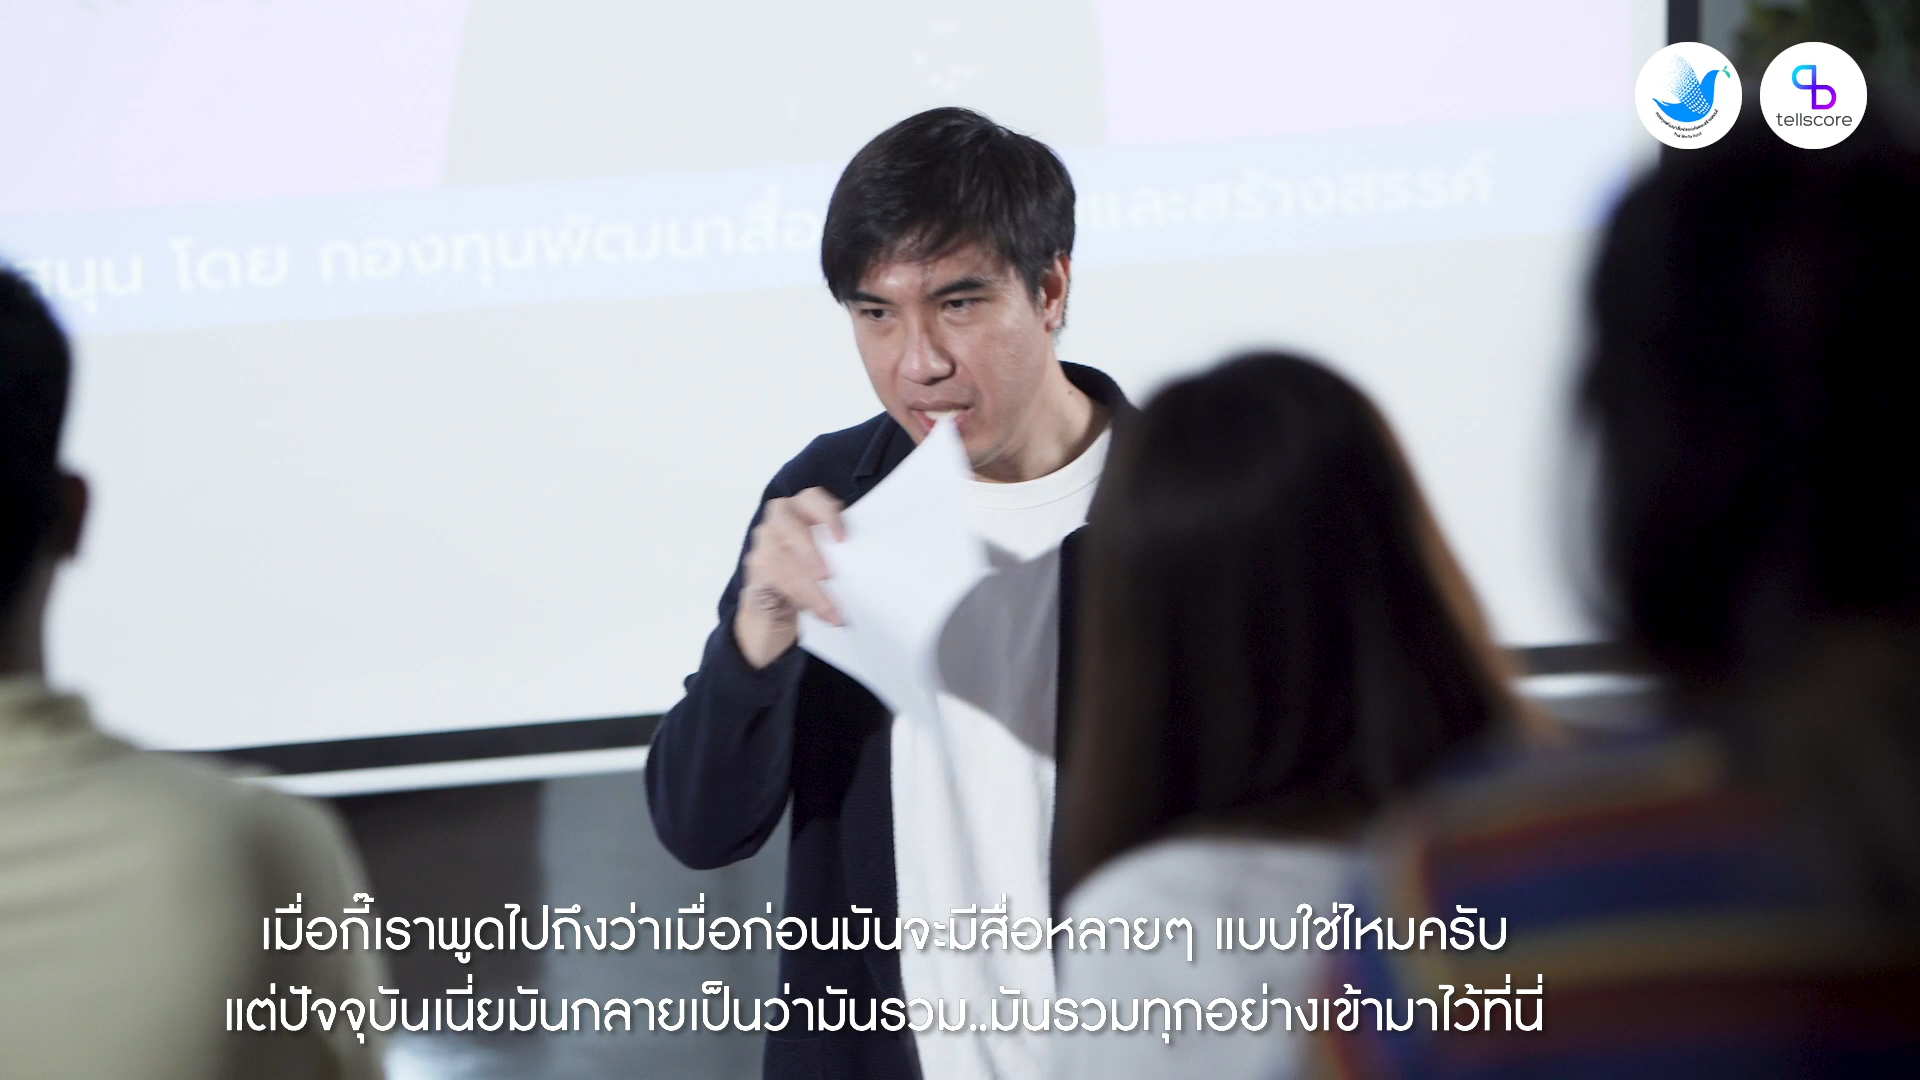 tellscore
สนุน โดย กองทุนพัฒนาสื่อ และสร้างสรรค์
เมื่อกี๊เราพูดไปถึงว่าเมื่อก่อนมันจะมีสื่อหลายๆ แบบใช่ไหมครับ
แต่ปัจจุบันเนี่ยมันกลายเป็นว่ามันรวม..มันรวมทุกอย่างเข้ามาไว้ที่นี่